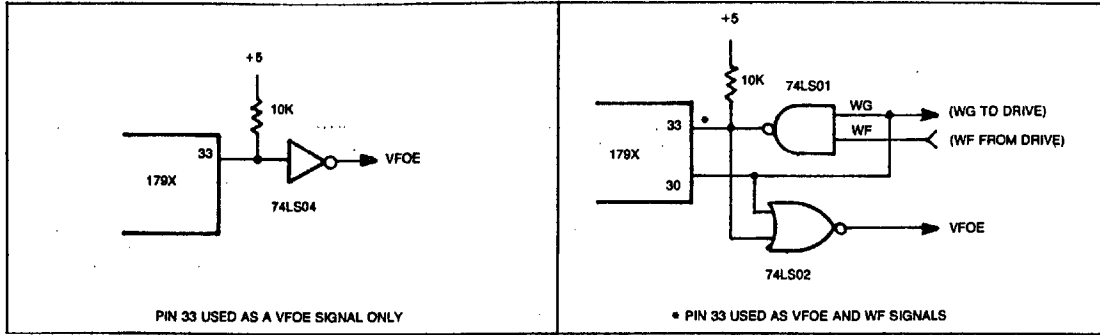 +5
10K
33
179X
VFOE
74LS04
PIN 33 USED AS A VFOE SIGNAL ONLY
+5
10K
74LS01
33
*
WG
(WG TO DRIVE)
WF
(WF FROM DRIVE)
179X
30
VFOE
74LS02
* PIN 33 USED AS VFOE AND WF SIGNALS